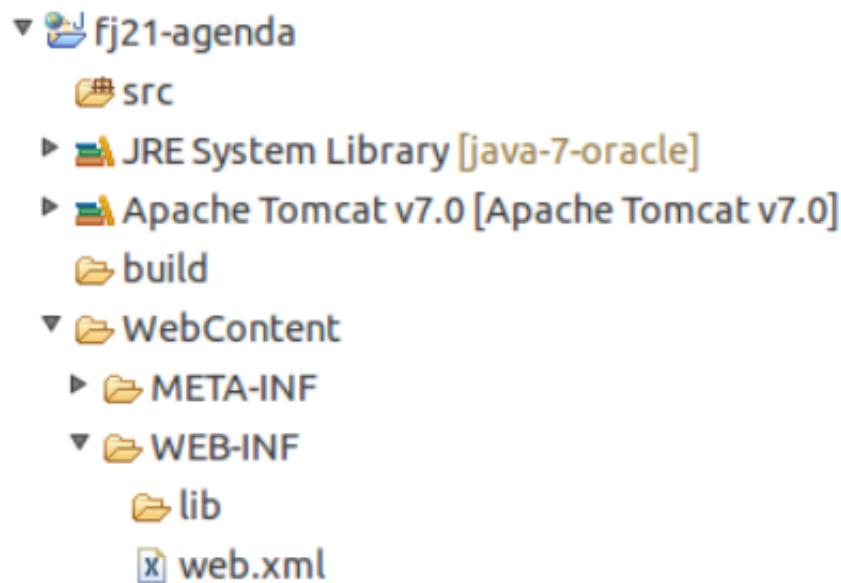 fj21-agenda
src
JRE System Library [java-7-oracle]
Apache Tomcat v7.0 [Apache Tomcat v7.0]
build
WebContent
META-INF
WEB-INF
lib
web.xml